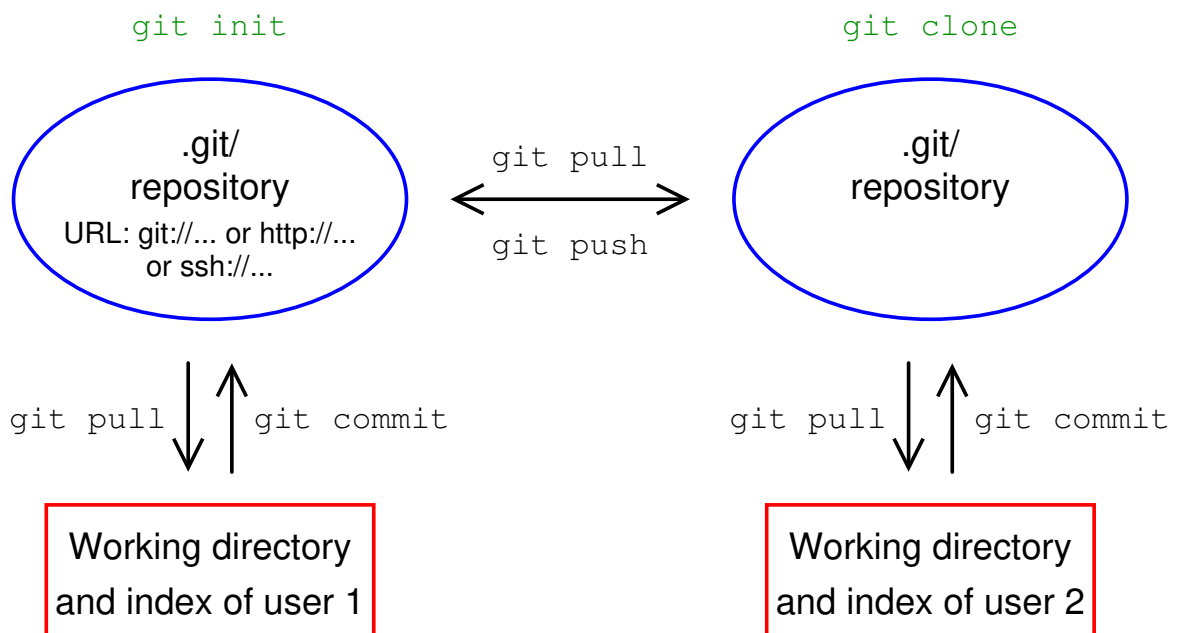 git init
git clone
.git/
repository
URL: git://... or http://...
or ssh://...
git pull
git push
.git/
repository
git pull
git commit
git pull
git commit
Working directory
and index of user 1
Working directory
and index of user 2